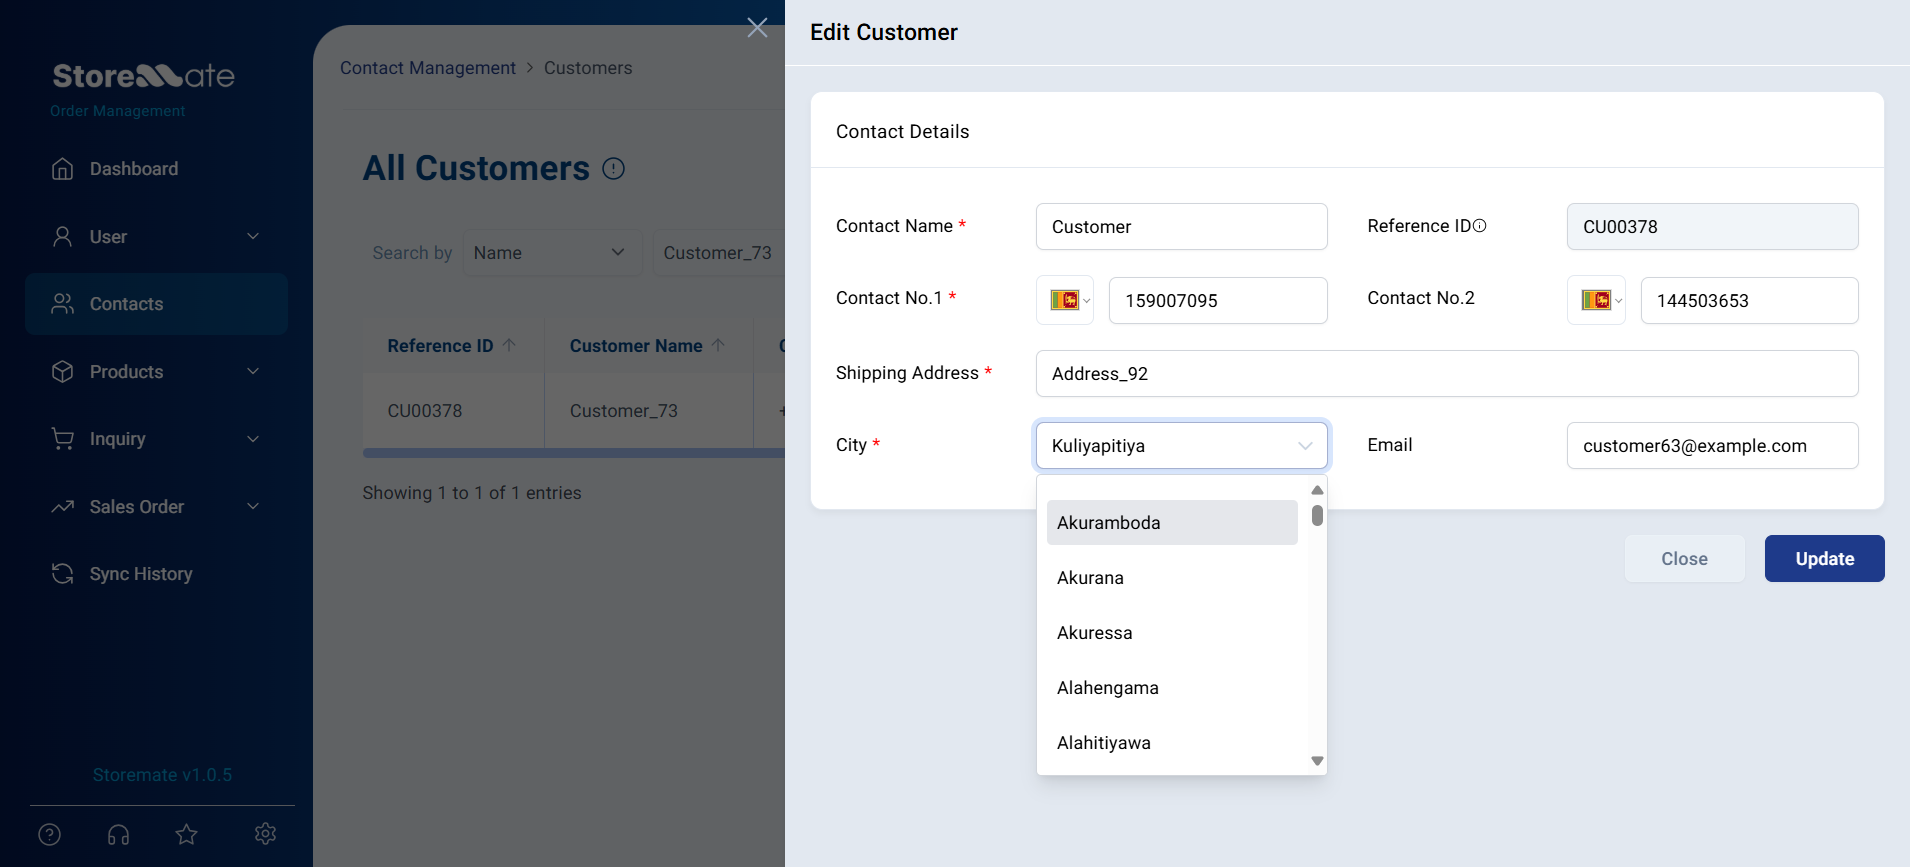 StoreMate
Order Management
Dashboard
User
Contacts
Products
Inquiry
Sales Order
Sync History
Storemate v1.0.5
Contact Management > Customers
All Customers
Search by Name Customer_73
Reference ID Customer Name
CU00378 Customer_73 +
Showing 1 to 1 of 1 entries
Edit Customer
Contact Details
Contact Name * Customer Reference ID CU00378
Contact No.1 * 159007095 Contact No.2 144503653
Shipping Address * Address_92
City * Kuliyapitiya Email customer63@example.com
Akuramboda
Akurana
Akuressa
Alahengama
Alahitiyawa
Close Update